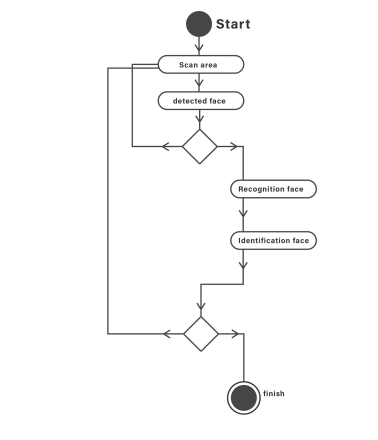 Start
Scan area
detected face
Recognition face
Identification face
finish